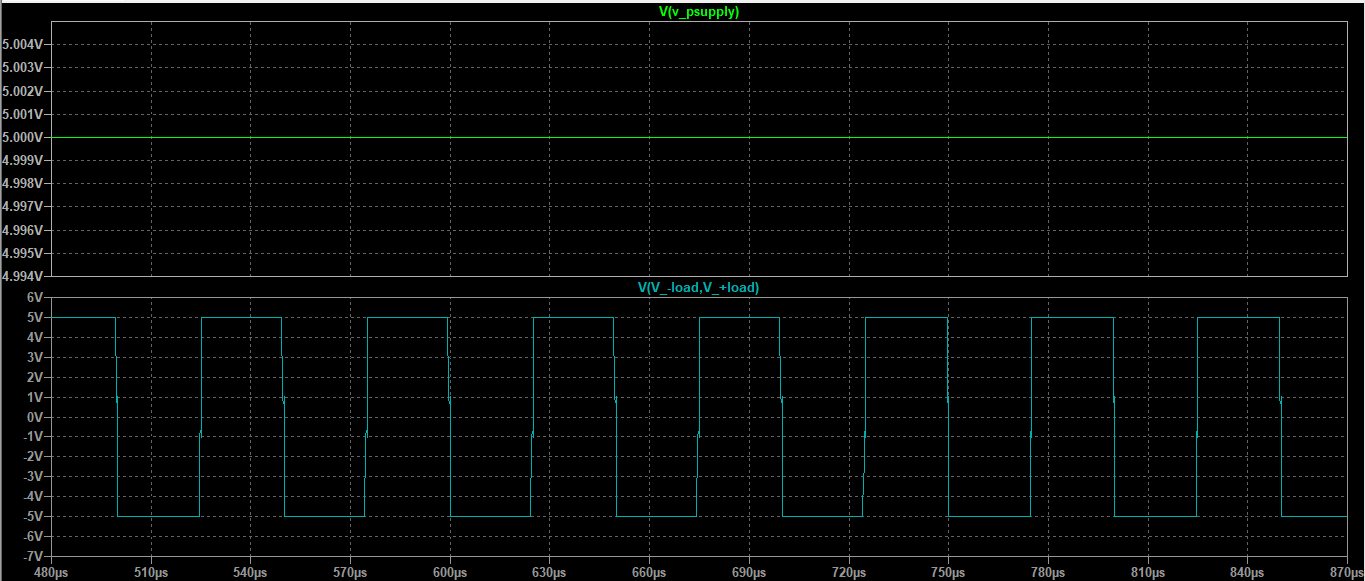 V(v_psupply)
5.004V
5.003V
5.002V
5.001V
5.000V
4.999V
4.998V
4.997V
4.996V
4.995V
4.994V
V(V_-load,V_+load)
6V
5V
4V
3V
2V
1V
0V
-1V
-2V
-3V
-4V
-5V
-6V
-7V
480µs 510µs 540µs 570µs 600µs 630µs 660µs 690µs 720µs 750µs 780µs 810µs 840µs 870µs